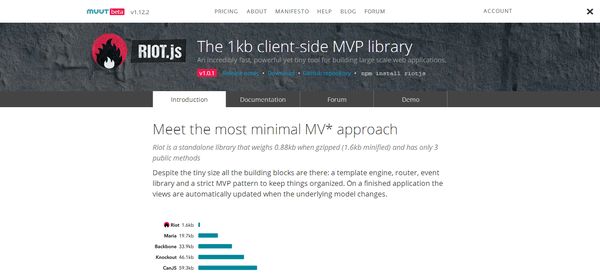 muut beta v1.12.2 PRICING ABOUT MANIFESTO HELP BLOG FORUM ACCOUNT
RIOT.js
The 1kb client-side MVP library
An incredibly fast, powerful yet tiny tool for building large scale web applications.
v1.0.1 Release notes • Download • GitHub repository • npm install riotjs
Introduction Documentation Forum Demo
Meet the most minimal MV* approach
Riot is a standalone library that weighs 0.88kb when gzipped (1.6kb minified) and has only 3
public methods
Despite the tiny size all the building blocks are there: a template engine, router, event
library and a strict MVP pattern to keep things organized. On a finished application the
views are automatically updated when the underlying model changes.
Riot 1.6kb
Maria 19.7kb
Backbone 33.9kb
Knockout 46.1kb
CanJS 59.3kb